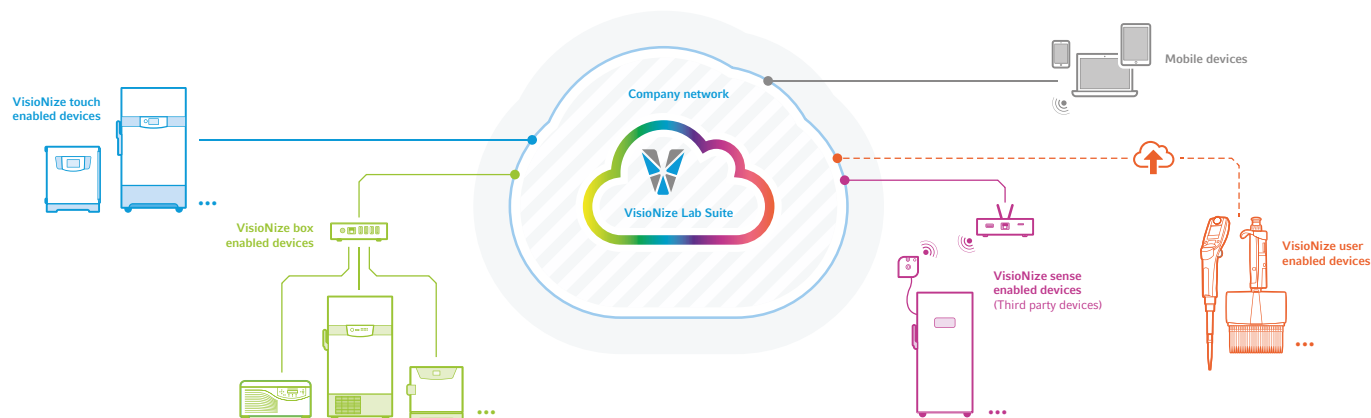 Company network
VisioNize Lab Suite
VisioNize touch
enabled devices
VisioNize box
enabled devices
Mobile devices
VisioNize sense
enabled devices
(Third party devices)
VisioNize user
enabled devices